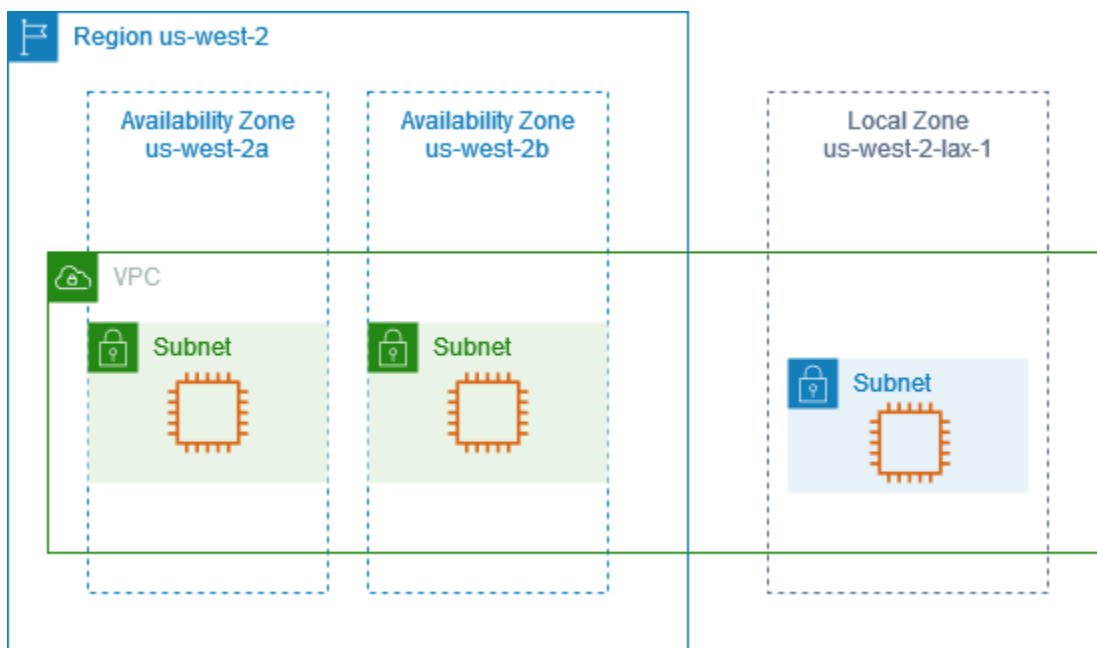 Region us-west-2
Availability Zone
us-west-2a
Availability Zone
us-west-2b
Local Zone
us-west-2-lax-1
VPC
Subnet
Subnet
Subnet